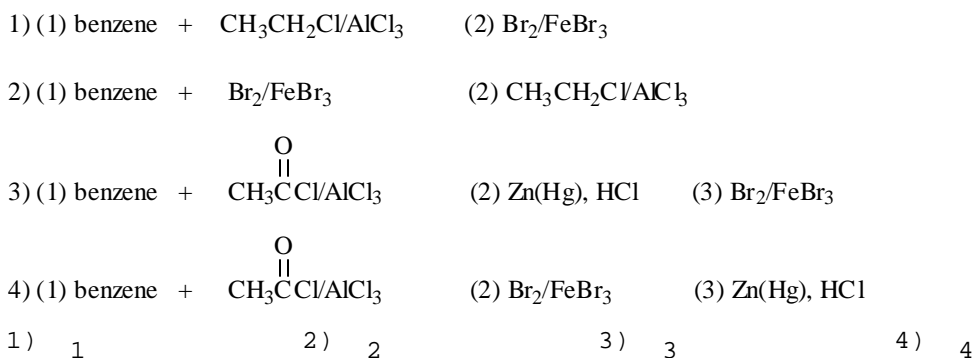 1) (1) benzene + CH₃CH₂Cl/AlCl₃ (2) Br₂/FeBr₃
2) (1) benzene + Br₂/FeBr₃ (2) CH₃CH₂Cl/AlCl₃
O
3) (1) benzene + CH₃CCl/AlCl₃ (2) Zn(Hg), HCl (3) Br₂/FeBr₃
O
4) (1) benzene + CH₃CCl/AlCl₃ (2) Br₂/FeBr₃ (3) Zn(Hg), HCl
1) 1 2) 2 3) 3 4) 4